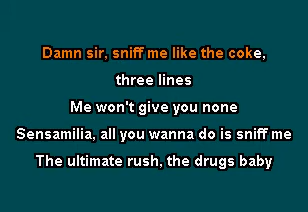 Damn sir, sniff me like the coke,
three lines
Me won't give you none
Sensamilia, all you wanna do is sniff me
The ultimate rush, the drugs baby